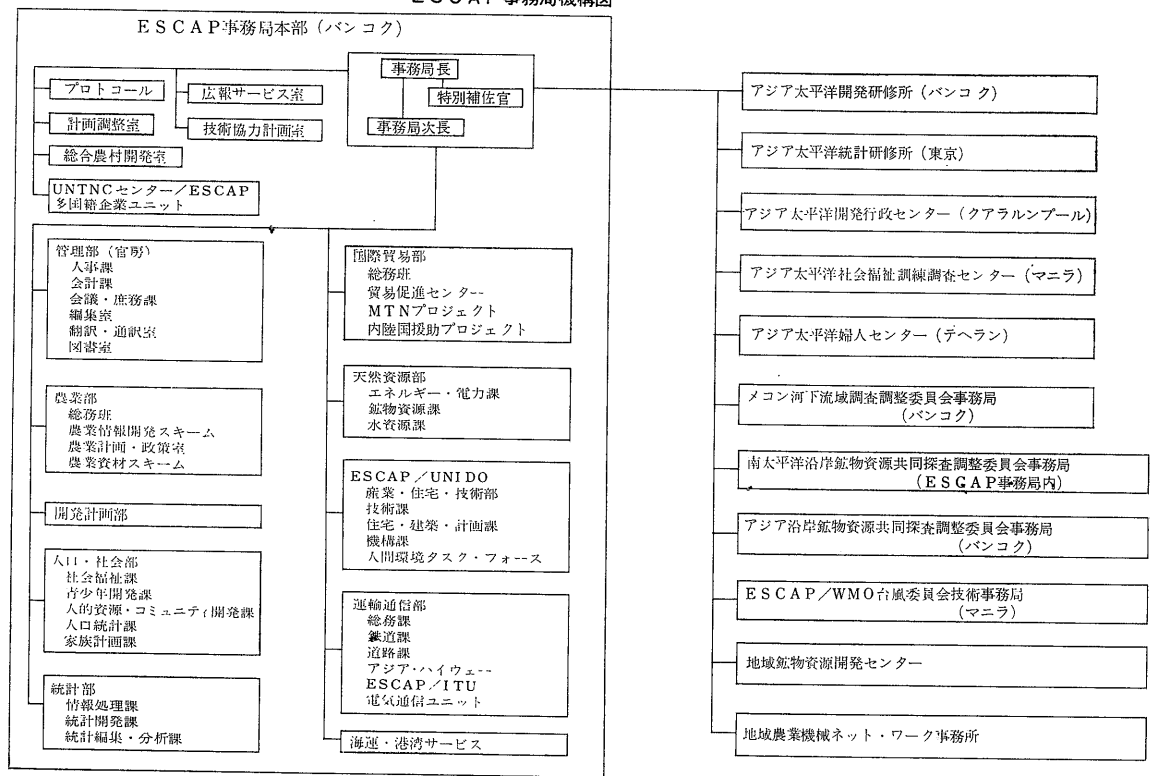 ESCAP事務局機構図
ESCAP事務局本部（バンコク）
事務局長
特別補佐官
事務局次長
プロトコール
広報サービス室
計画調整室
技術協力計画室
総合農村開発室
UNTNCセンター／ESCAP
多国籍企業ユニット
管理部（官房）
人事課
会計課
会議・庶務課
編集室
翻訳・通訳室
図書室
農業部
総務班
農業情報開発スキーム
農業計画・政策室
農業資材スキーム
開発計画部
人口・社会部
社会福祉課
青少年開発課
人的資源・コミュニティ開発課
人口統計課
家族計画課
統計部
情報処理課
統計開発課
統計編集・分析課
国際貿易部
総務班
貿易促進センター
MTNプロジェクト
内陸国援助プロジェクト
天然資源部
エネルギー・電力課
鉱物資源課
水資源課
ESCAP／UNIDO
産業・住宅・技術部
技術課
住宅・建築・計画課
機構課
人間環境タスク・フォース
運輸通信部
総務課
鉄道課
道路課
アジア・ハイウェー
ESCAP／ITU
電気通信ユニット
海運・港湾サービス
アジア太平洋開発研修所（バンコク）
アジア太平洋統計研修所（東京）
アジア太平洋開発行政センター（クアラルンプール）
アジア太平洋社会福祉訓練調査センター（マニラ）
アジア太平洋婦人センター（テヘラン）
メコン河下流域調査調整委員会事務局
（バンコク）
南太平洋沿岸鉱物資源共同探査調整委員会事務局
（ESCAP事務局内）
アジア沿岸鉱物資源共同探査調整委員会事務局
（バンコク）
ESCAP／WMO台風委員会技術事務局
（マニラ）
地域鉱物資源開発センター
地域農業機械ネット・ワーク事務所